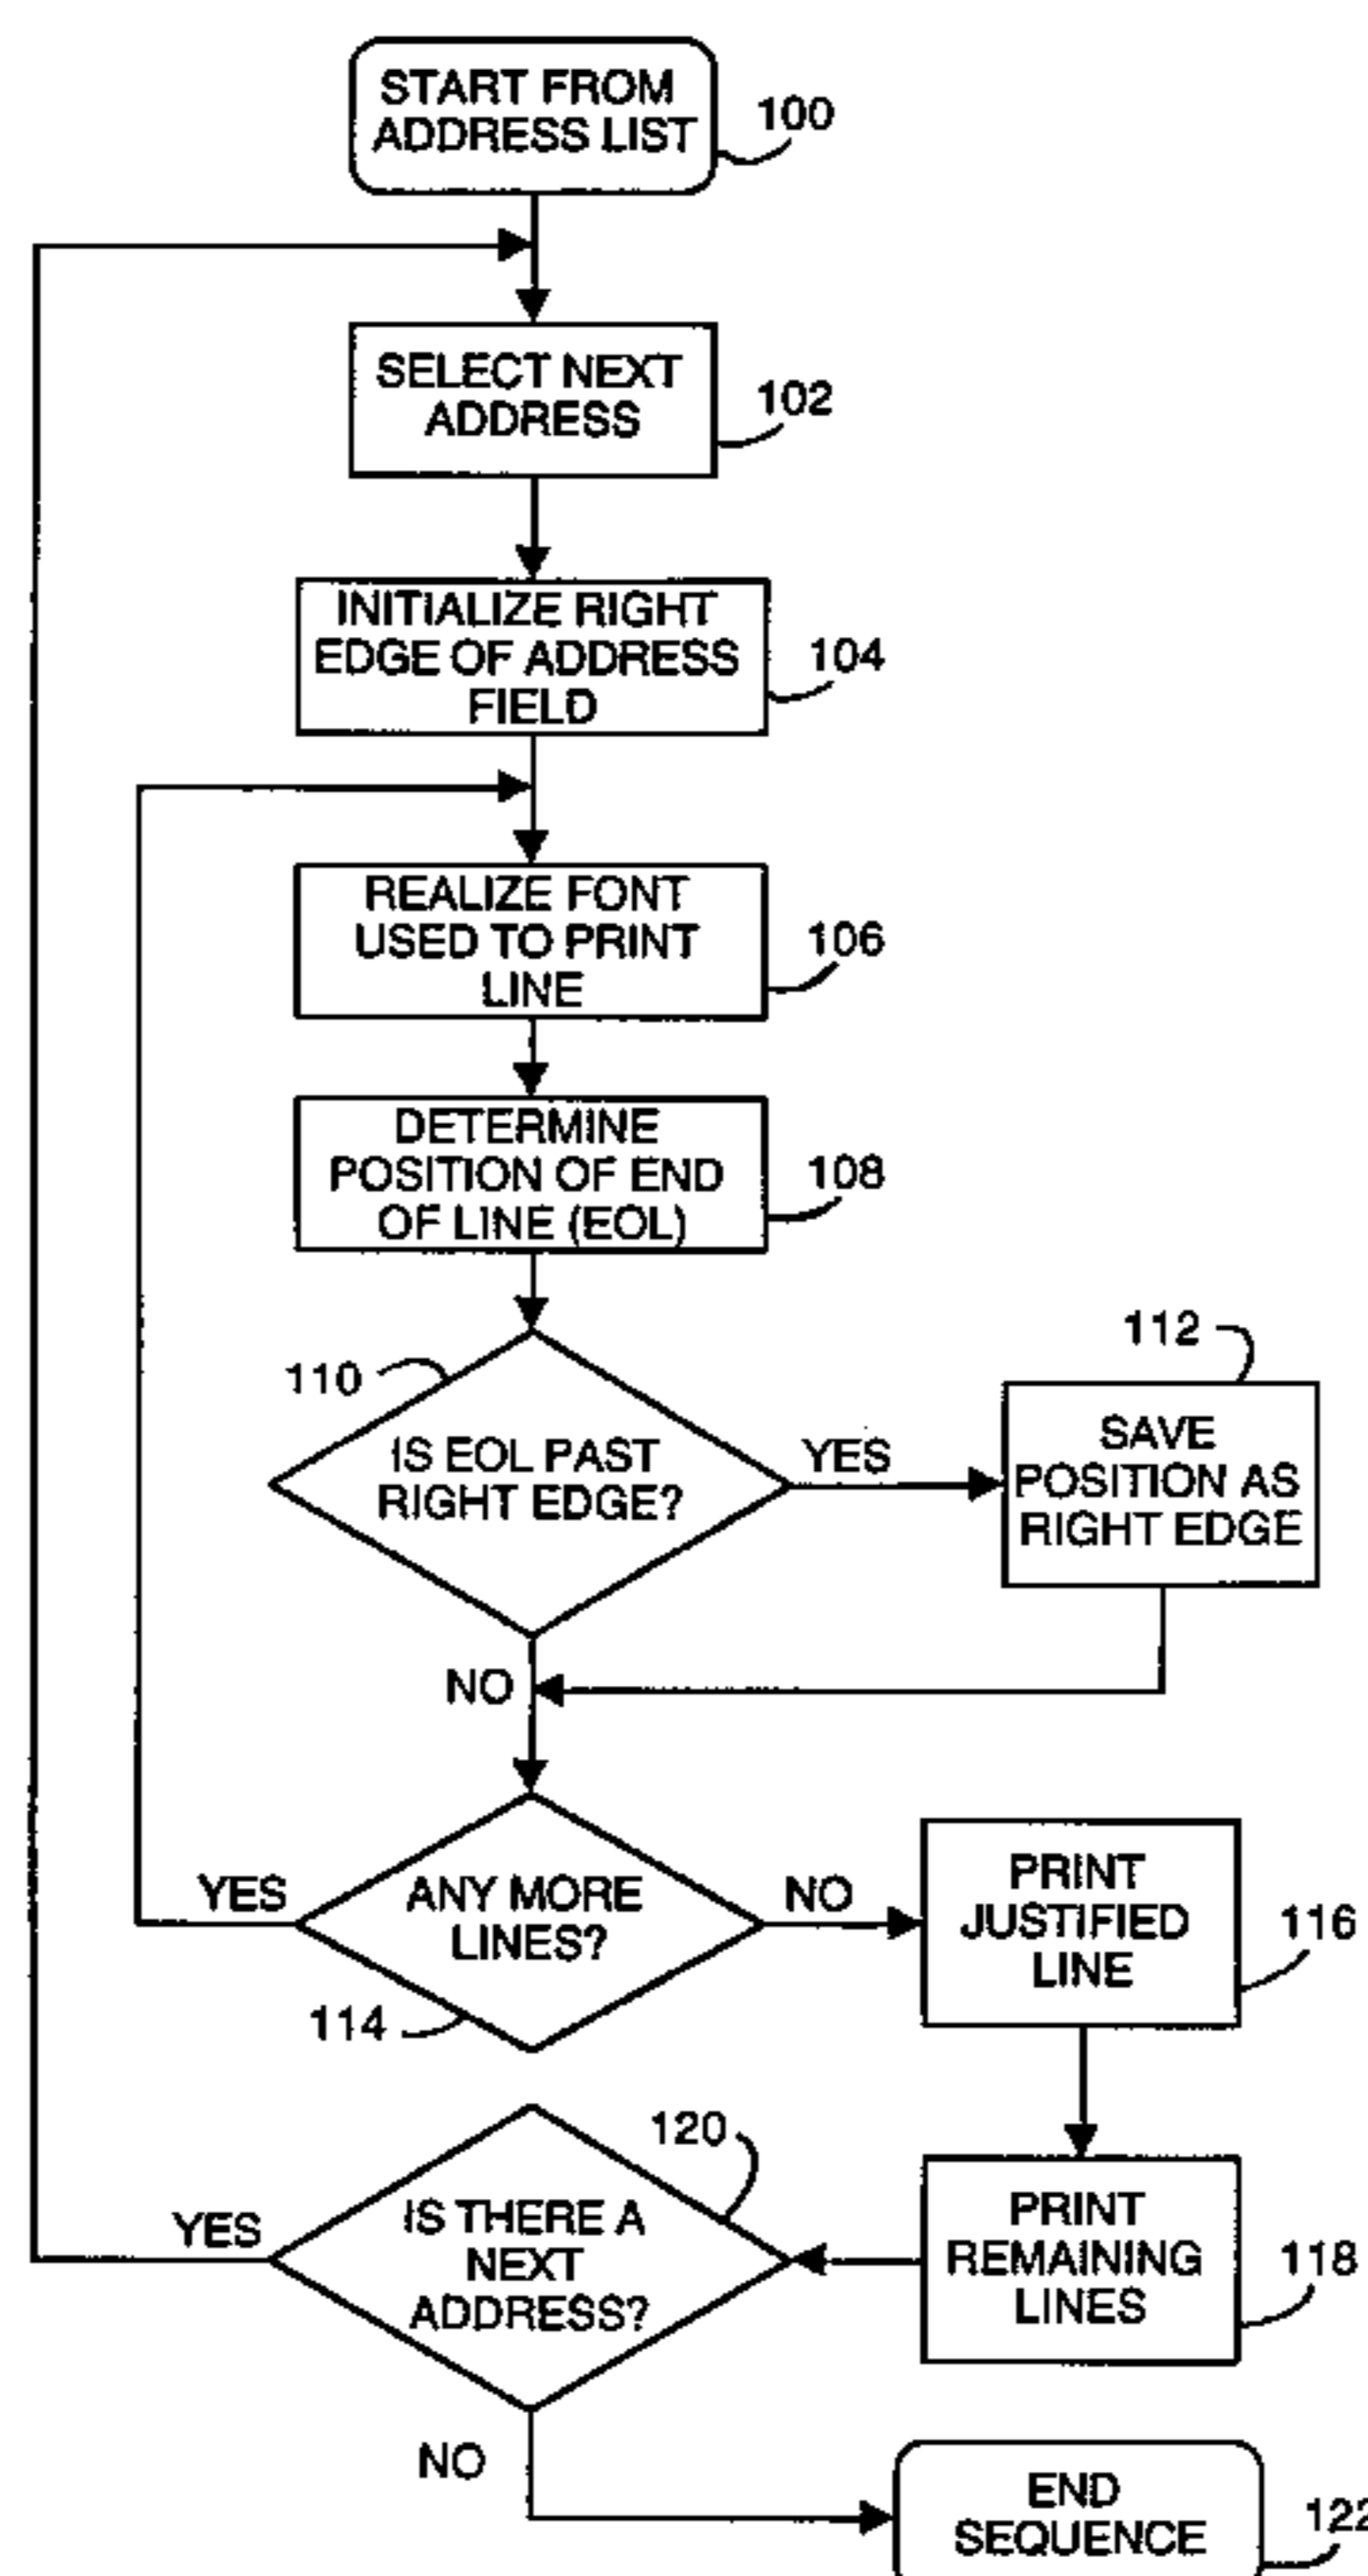 START FROM
ADDRESS LIST
100
SELECT NEXT
ADDRESS
102
INITIALIZE RIGHT
EDGE OF ADDRESS
FIELD
104
REALIZE FONT
USED TO PRINT
LINE
106
DETERMINE
POSITION OF END
OF LINE (EOL)
108
110
IS EOL PAST
RIGHT EDGE?
YES
112
SAVE
POSITION AS
RIGHT EDGE
NO
YES
ANY MORE
LINES?
114
NO
PRINT
JUSTIFIED
LINE
116
PRINT
REMAINING
LINES
118
120
IS THERE A
NEXT
ADDRESS?
YES
NO
END
SEQUENCE
122